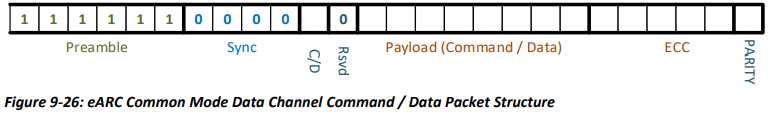 1 1 1 1 1 1 0 0 0 0 0
Preamble Sync C/D Rsvd Payload (Command / Data) ECC PARITY
Figure 9-26: eARC Common Mode Data Channel Command / Data Packet Structure